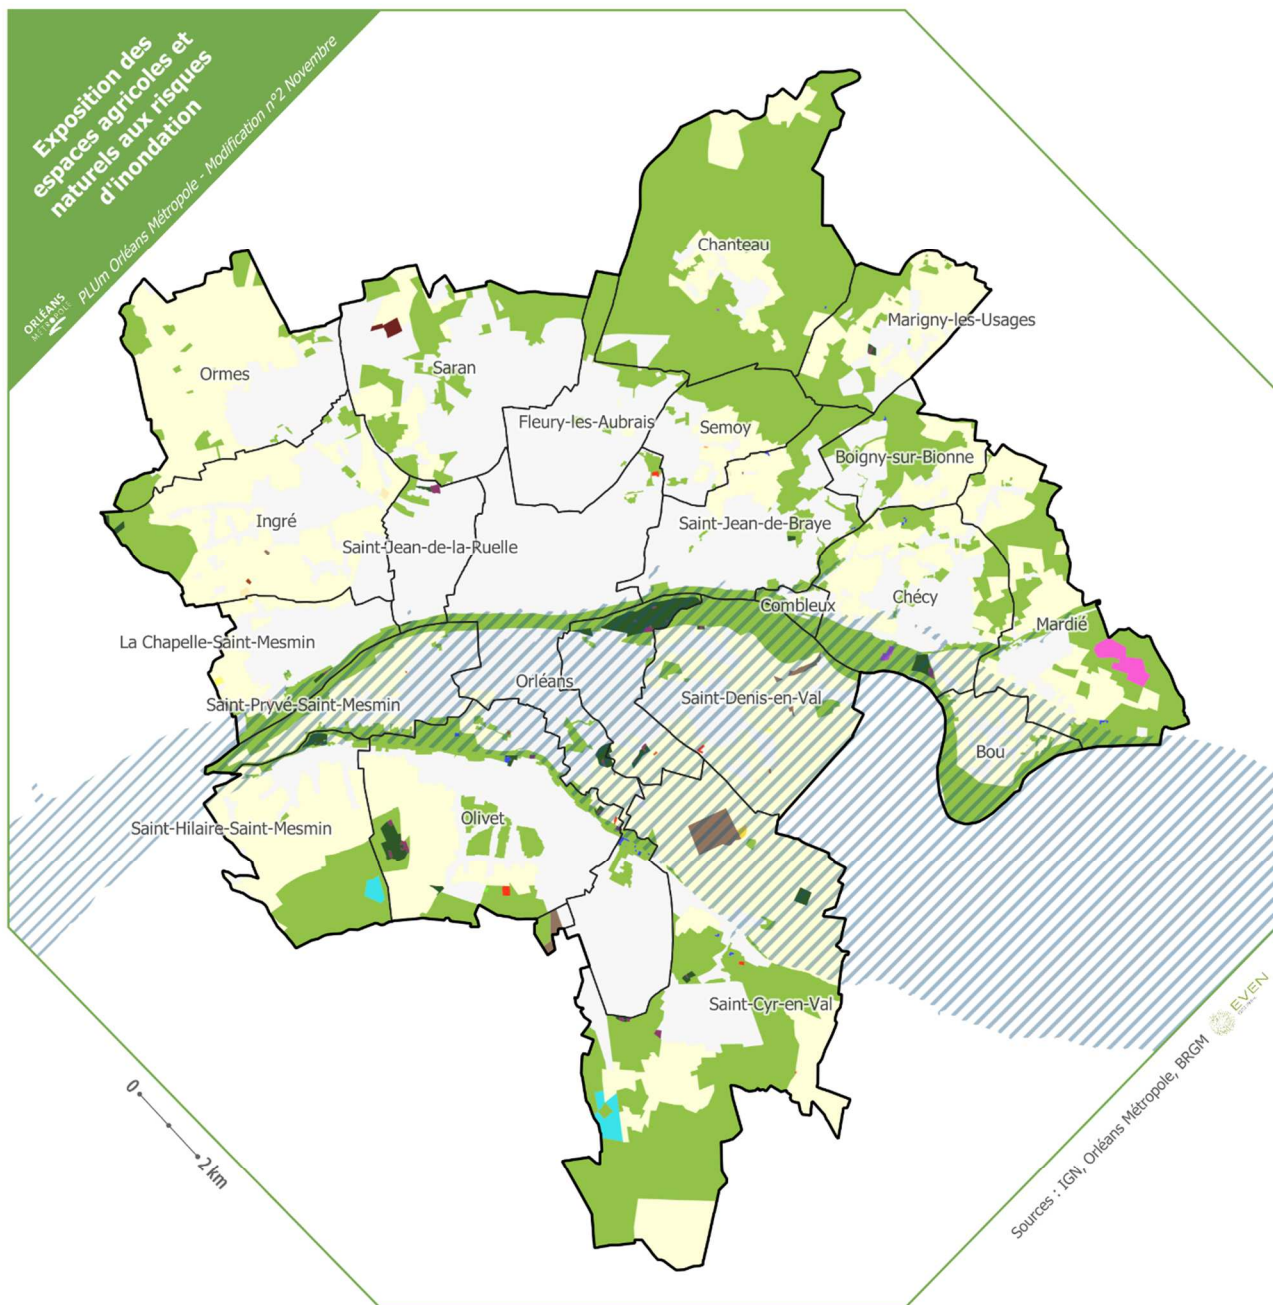 Exposition des
espaces agricoles et
naturels aux risques
d'inondation
PLUm Orléans Métropole - Modification n°2 Novembre
ORLÉANS
MÉTROPOLE
Chanteau
Marigny-les-Usages
Ormes
Saran
Fleury-les-Aubrais
Semoy
Boigny-sur-Bionne
Ingré
Saint-Jean-de-Braye
Saint-Jean-de-la-Ruelle
Chécy
Combleux
Mardié
La Chapelle-Saint-Mesmin
Orléans
Saint-Denis-en-Val
Saint-Pryvé-Saint-Mesmin
Bou
Olivet
Saint-Hilaire-Saint-Mesmin
Saint-Cyr-en-Val
0
2 km
Sources : IGN, Orléans Métropole, BRGM
EVEN